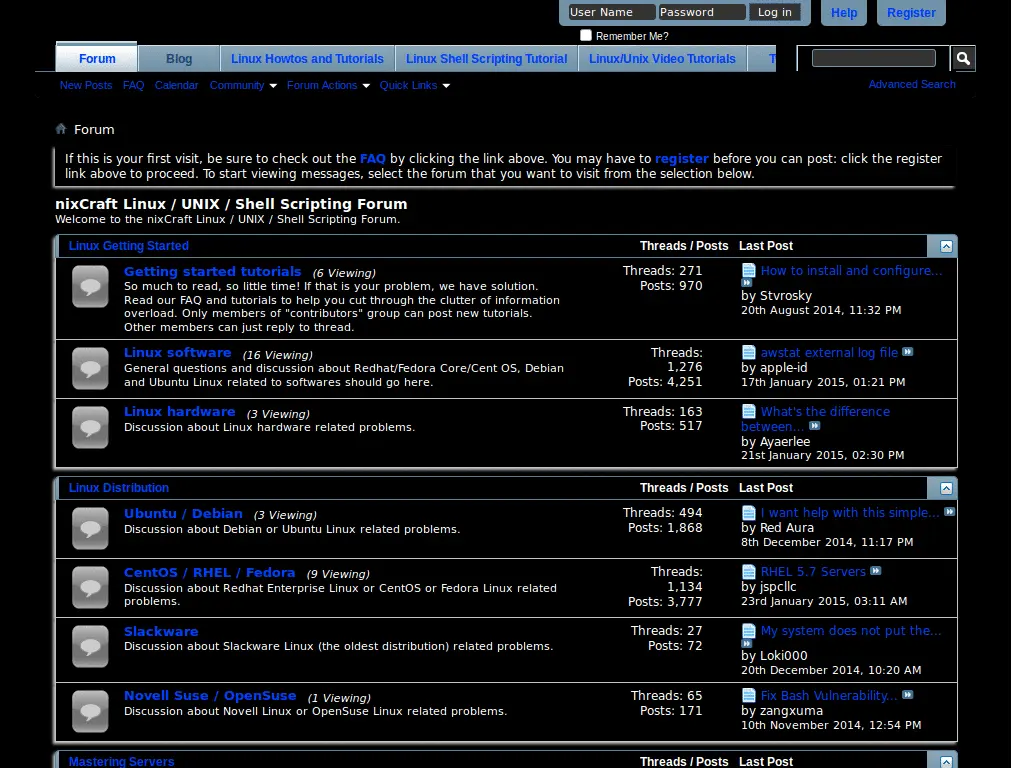 User Name Password Log in Help Register
Remember Me?
Forum Blog Linux Howtos and Tutorials Linux Shell Scripting Tutorial Linux/Unix Video Tutorials T
New Posts FAQ Calendar Community Forum Actions Quick Links Advanced Search
Forum
If this is your first visit, be sure to check out the FAQ by clicking the link above. You may have to register before you can post: click the register
link above to proceed. To start viewing messages, select the forum that you want to visit from the selection below.
nixCraft Linux / UNIX / Shell Scripting Forum
Welcome to the nixCraft Linux / UNIX / Shell Scripting Forum.
Linux Getting Started Threads / Posts Last Post
Getting started tutorials (6 Viewing)
So much to read, so little time! If that is your problem, we have solution.
Read our FAQ and tutorials to help you cut through the clutter of information
overload. Only members of "contributors" group can post new tutorials.
Other members can just reply to thread.
Threads: 271
Posts: 970
How to install and configure...
by Stvrosky
20th August 2014, 11:32 PM
Linux software (16 Viewing)
General questions and discussion about Redhat/Fedora Core/Cent OS, Debian
and Ubuntu Linux related to softwares should go here.
Threads:
1,276
Posts: 4,251
awstat external log file
by apple-id
17th January 2015, 01:21 PM
Linux hardware (3 Viewing)
Discussion about Linux hardware related problems.
Threads: 163
Posts: 517
What's the difference
between...
by Ayaerlee
21st January 2015, 02:30 PM
Linux Distribution Threads / Posts Last Post
Ubuntu / Debian (3 Viewing)
Discussion about Debian or Ubuntu Linux related problems.
Threads: 494
Posts: 1,868
I want help with this simple...
by Red Aura
8th December 2014, 11:17 PM
CentOS / RHEL / Fedora (9 Viewing)
Discussion about Redhat Enterprise Linux or CentOS or Fedora Linux related
problems.
Threads:
1,134
Posts: 3,777
RHEL 5.7 Servers
by jspcllc
23rd January 2015, 03:11 AM
Slackware
Discussion about Slackware Linux (the oldest distribution) related problems.
Threads: 27
Posts: 72
My system does not put the...
by Loki000
20th December 2014, 10:20 AM
Novell Suse / OpenSuse (1 Viewing)
Discussion about Novell Linux or OpenSuse Linux related problems.
Threads: 65
Posts: 171
Fix Bash Vulnerability...
by zangxuma
10th November 2014, 12:54 PM
Mastering Servers Threads / Posts Last Post